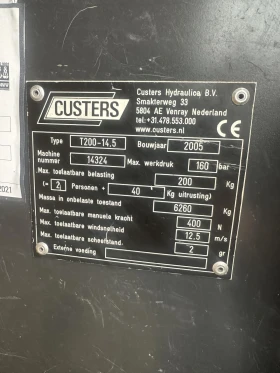 CUSTERS
Custers Hydraulica B.V.
Smakterweg 33
5804 AE Venray Nederland
tel: +31.478.553.000
www.custers.nl
CE
Type T200-14,5 Bouwjaar 2005
Machine nummer 14324 Max. werkdruk 160 bar
Max. toelaatbare belasting 200 Kg
(= 2 Personen + 40 Kg uitrusting)
Massa in onbelaste toestand 6260 Kg
Max. toelaatbare manuele kracht 400 N
Max. toelaatbare windsnelheid 12,5 m/s
Max. toelaatbare scheefstand 2 gr
Externe voeding
2021